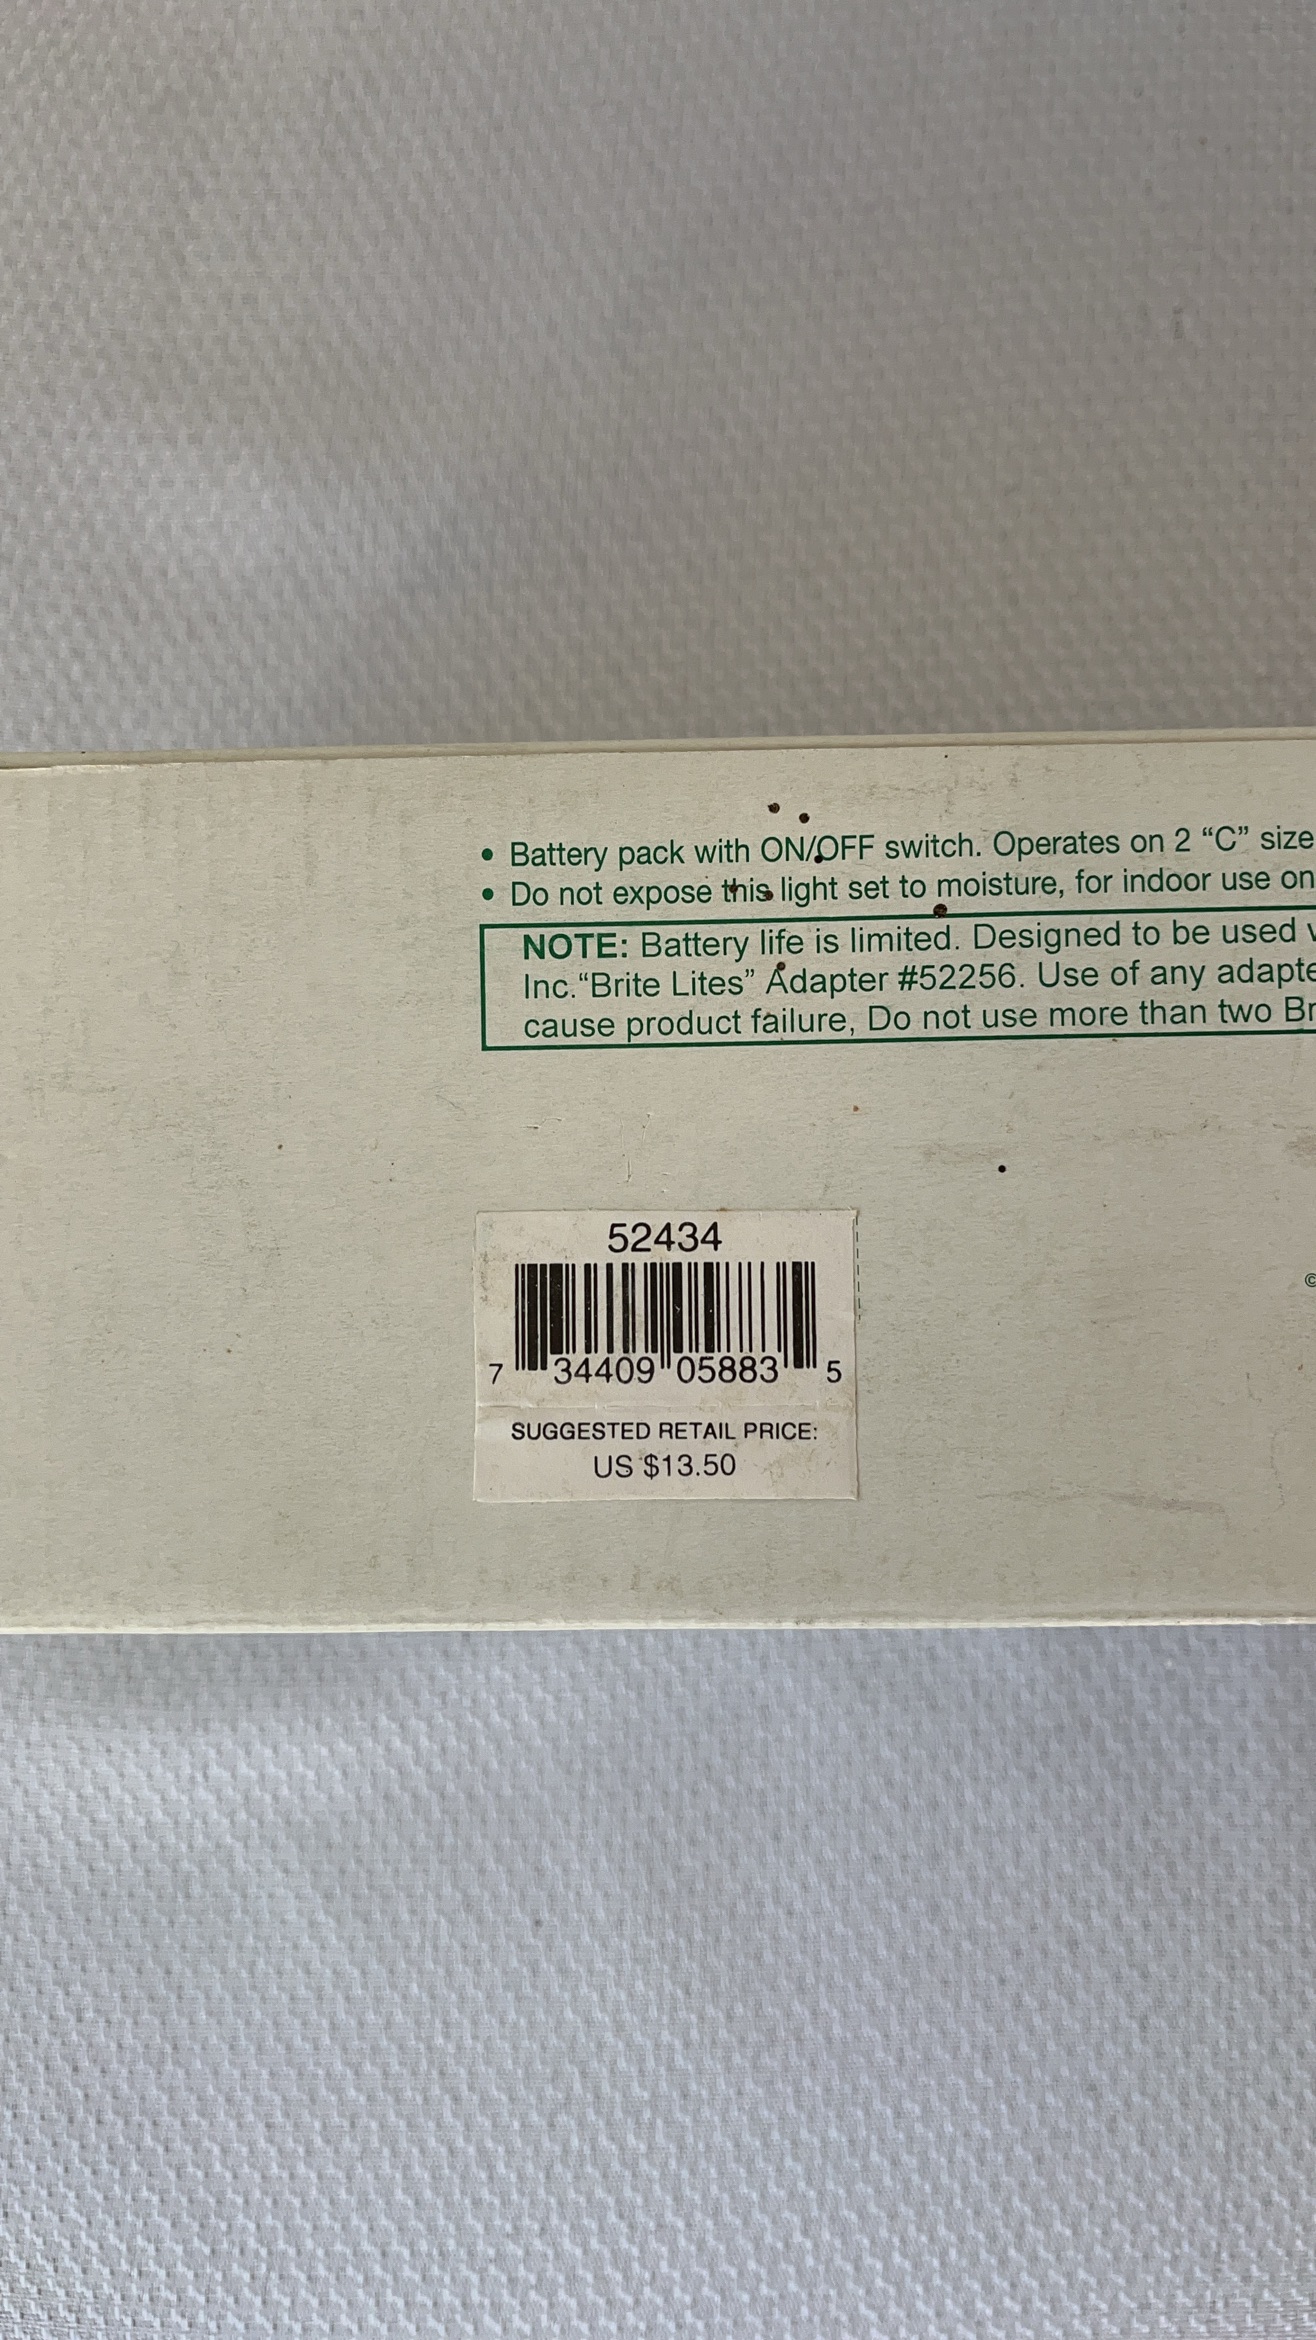 • Battery pack with ON/OFF switch. Operates on 2 “C” size
• Do not expose this light set to moisture, for indoor use on
NOTE: Battery life is limited. Designed to be used
Inc.“Brite Lites” Adapter #52256. Use of any adapte
cause product failure, Do not use more than two Br
©
52434
7 34409 05883 5
SUGGESTED RETAIL PRICE:
US $13.50